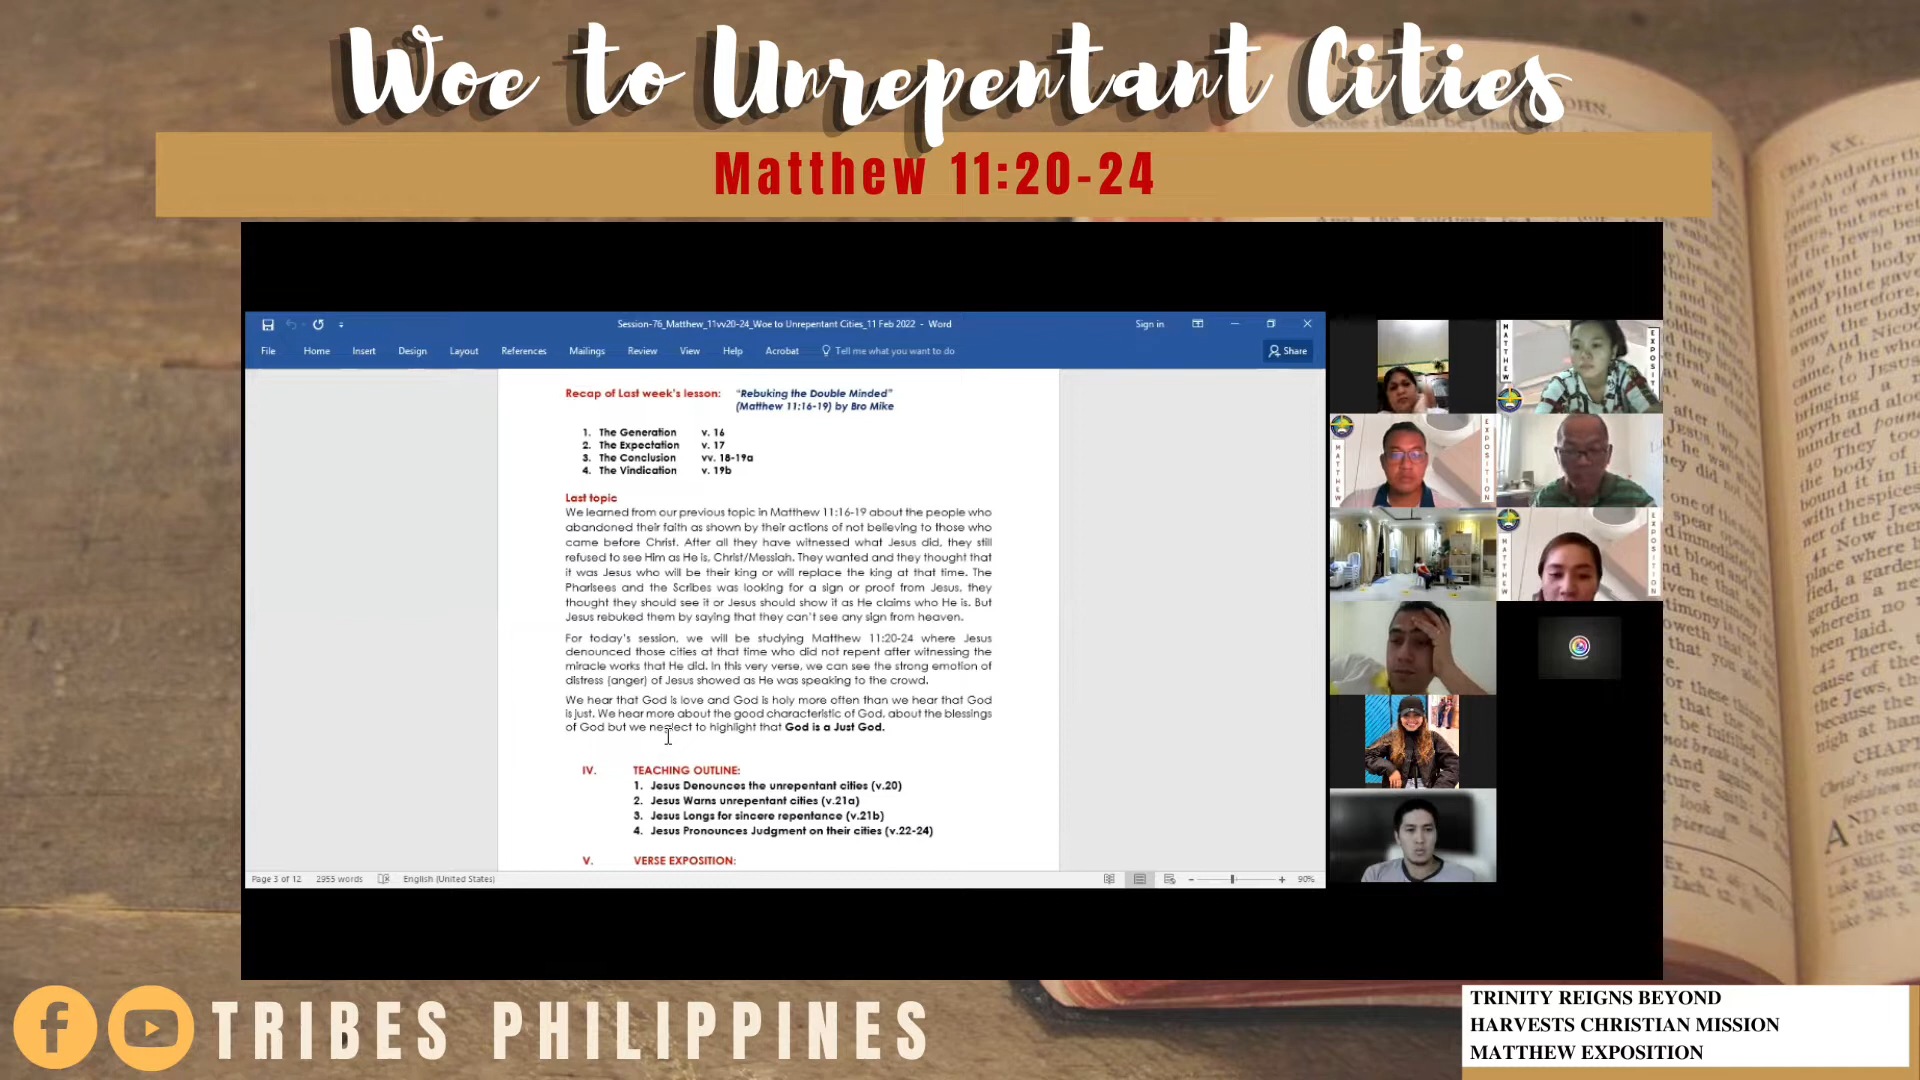 Woe to Unrepentant Cities
Matthew 11:20-24
Session-76_Matthew_11vv20-24_Woe to Unrepentant Cities_11 Feb 2022 - Word
Sign in
File Home Insert Design Layout References Mailings Review View Help Acrobat Tell me what you want to do Share
Recap of Last week's lesson: "Rebuking the Double Minded"
(Matthew 11:16-19) by Bro Mike
1. The Generation v. 16
2. The Expectation v. 17
3. The Conclusion vv. 18-19a
4. The Vindication v. 19b
Last topic
We learned from our previous topic in Matthew 11:16-19 about the people who
abandoned their faith as shown by their actions of not believing to those who
came before Christ. After all they have witnessed what Jesus did, they still
refused to see Him as He is, Christ/Messiah. They wanted and they thought that
it was Jesus who will be their king or will replace the king at that time. The
Pharisees and the Scribes was looking for a sign or proof from Jesus, they
thought they should see it or Jesus should show it as He claims who He is. But
Jesus rebuked them by saying that they can't see any sign from heaven.
For today's session, we will be studying Matthew 11:20-24 where Jesus
denounced those cities at that time who did not repent after witnessing the
miracle works that He did. In this very verse, we can see the strong emotion of
distress (anger) of Jesus showed as He was speaking to the crowd.
We hear that God is love and God is holy more often than we hear that God
is just. We hear more about the good characteristic of God, about the blessings
of God but we neglect to highlight that God is a Just God.
IV. TEACHING OUTLINE:
1. Jesus Denounces the unrepentant cities (v.20)
2. Jesus Warns unrepentant cities (v.21a)
3. Jesus Longs for sincere repentance (v.21b)
4. Jesus Pronounces Judgment on their cities (v.22-24)
V. VERSE EXPOSITION:
Page 3 of 12 2955 words English (United States) 90%
MATTHEW
EXPOSIT
MATTHEW
EXPOSITION
MATTHEW
EXPOSITION
TRIBES PHILIPPINES
TRINITY REIGNS BEYOND
HARVESTS CHRISTIAN MISSION
MATTHEW EXPOSITION